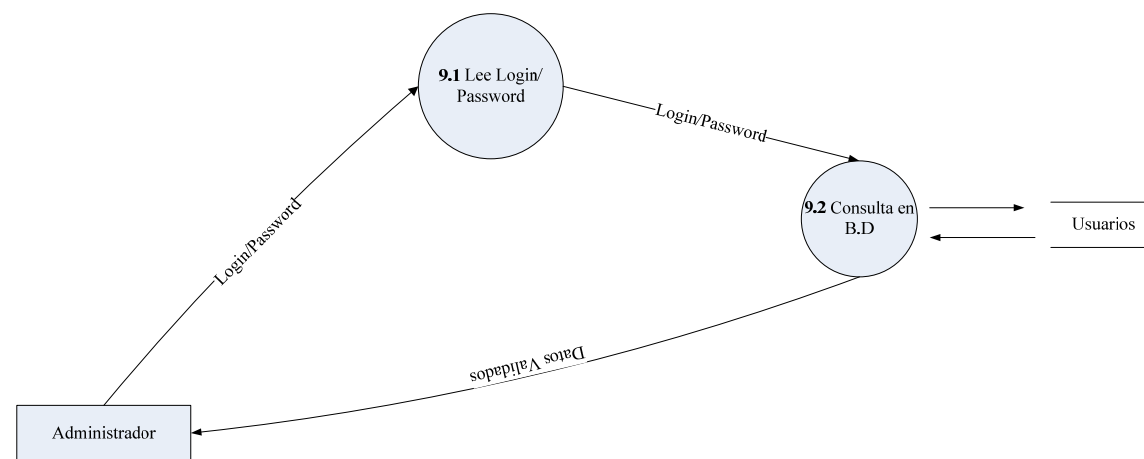 9.1 Lee Login/
Password
Login/Password
9.2 Consulta en
B.D
Usuarios
Login/Password
Datos Validados
Administrador